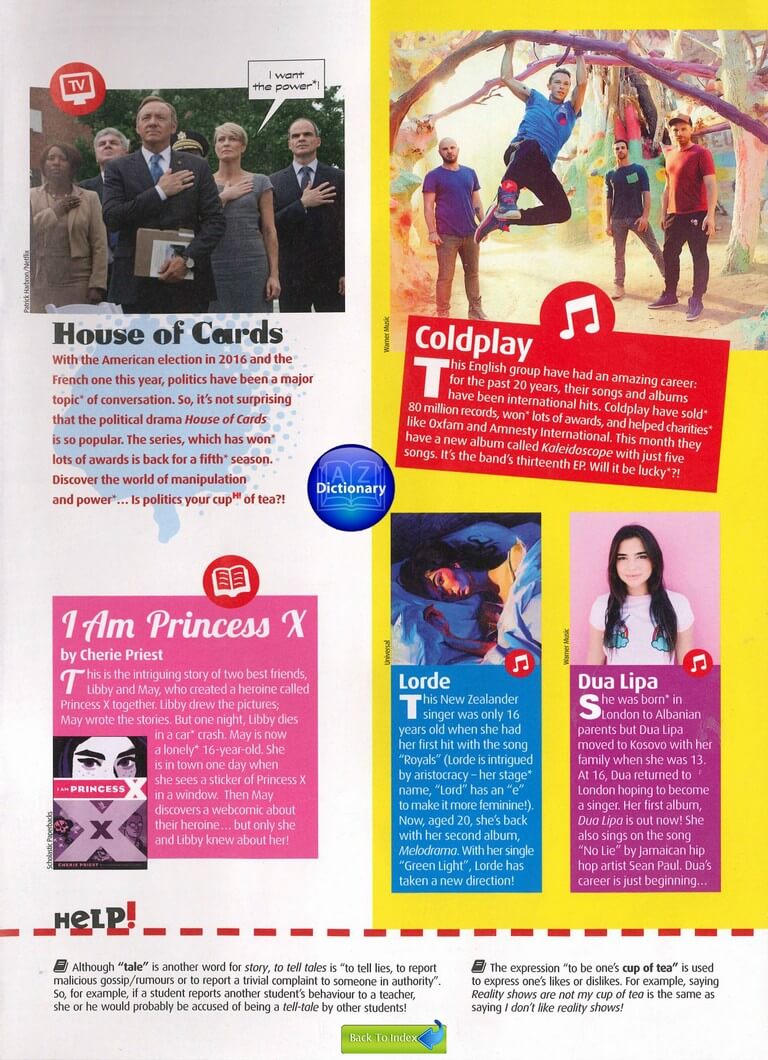 TV
I want
the power*!
Patrick Harbron/Netflix
House of Cards
With the American election in 2016 and the
French one this year, politics have been a major
topic* of conversation. So, it's not surprising
that the political drama House of Cards
is so popular. The series, which has won*
lots of awards is back for a fifth* season.
Discover the world of manipulation
and power*... Is politics your cup H! of tea?!
A Z
Dictionary
I Am Princess X
by Cherie Priest
This is the intriguing story of two best friends,
Libby and May, who created a heroine called
Princess X together. Libby drew the pictures;
May wrote the stories. But one night, Libby dies
in a car* crash. May is now
a lonely* 16-year-old. She
is in town one day when
she sees a sticker of Princess X
in a window. Then May
discovers a webcomic about
their heroine... but only she
and Libby knew about her!
I AM PRINCESS X
X
CHERIE PRIEST
Scholastic Paperbacks
Warner Music
Coldplay
This English group have had an amazing career:
for the past 20 years, their songs and albums
have been international hits. Coldplay have sold*
80 million records, won* lots of awards, and helped charities*
like Oxfam and Amnesty International. This month they
have a new album called Kaleidoscope with just five
songs. It's the band's thirteenth EP. Will it be lucky*?!
Universal
Lorde
This New Zealander
singer was only 16
years old when she had
her first hit with the song
"Royals" (Lorde is intrigued
by aristocracy – her stage*
name, "Lord" has an "e"
to make it more feminine!).
Now, aged 20, she's back
with her second album,
Melodrama. With her single
"Green Light", Lorde has
taken a new direction!
Warner Music
Dua Lipa
She was born* in
London to Albanian
parents but Dua Lipa
moved to Kosovo with her
family when she was 13.
At 16, Dua returned to
London hoping to become
a singer. Her first album,
Dua Lipa is out now! She
also sings on the song
"No Lie" by Jamaican hip
hop artist Sean Paul. Dua's
career is just beginning...
HELP!
Although "tale" is another word for story, to tell tales is "to tell lies, to report
malicious gossip/rumours or to report a trivial complaint to someone in authority".
So, for example, if a student reports another student's behaviour to a teacher,
she or he would probably be accused of being a tell-tale by other students!
The expression "to be one's cup of tea" is used
to express one's likes or dislikes. For example, saying
Reality shows are not my cup of tea is the same as
saying I don't like reality shows!
Back To Index